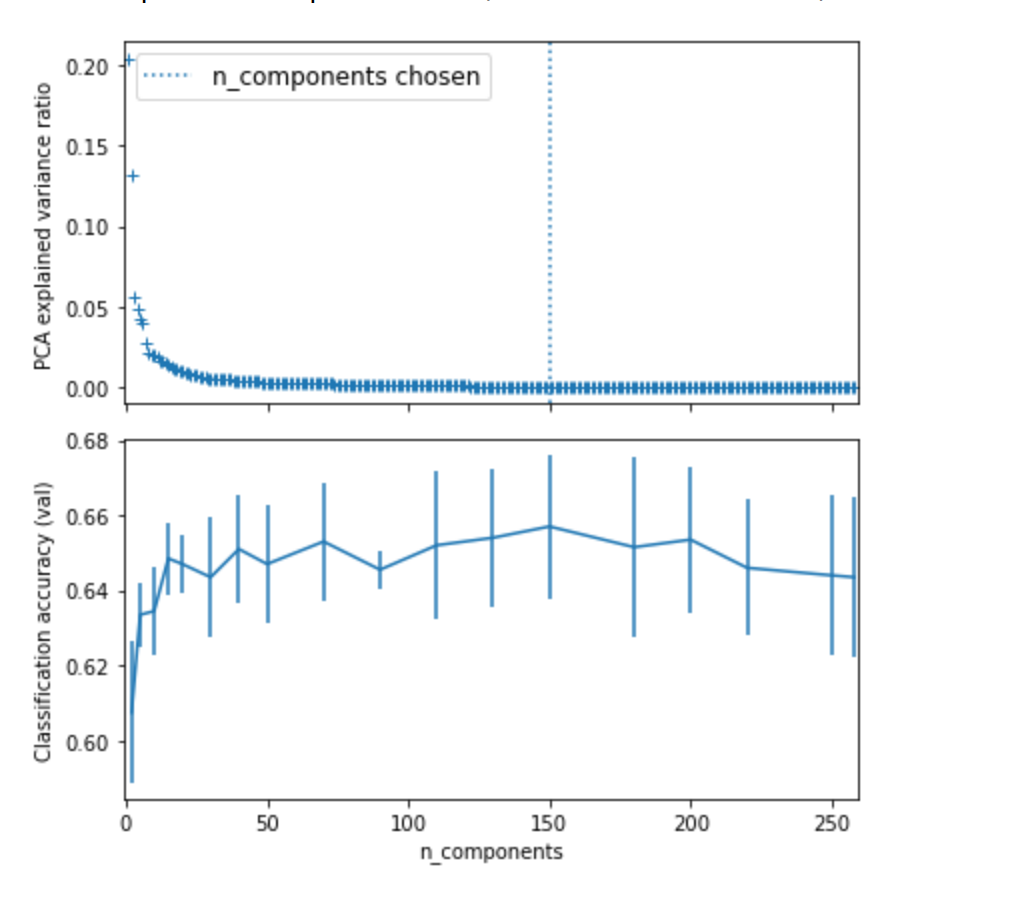 n_components chosen
PCA explained variance ratio
0.20
0.15
0.10
0.05
0.00
Classification accuracy (val)
0.68
0.66
0.64
0.62
0.60
0 50 100 150 200 250
n_components